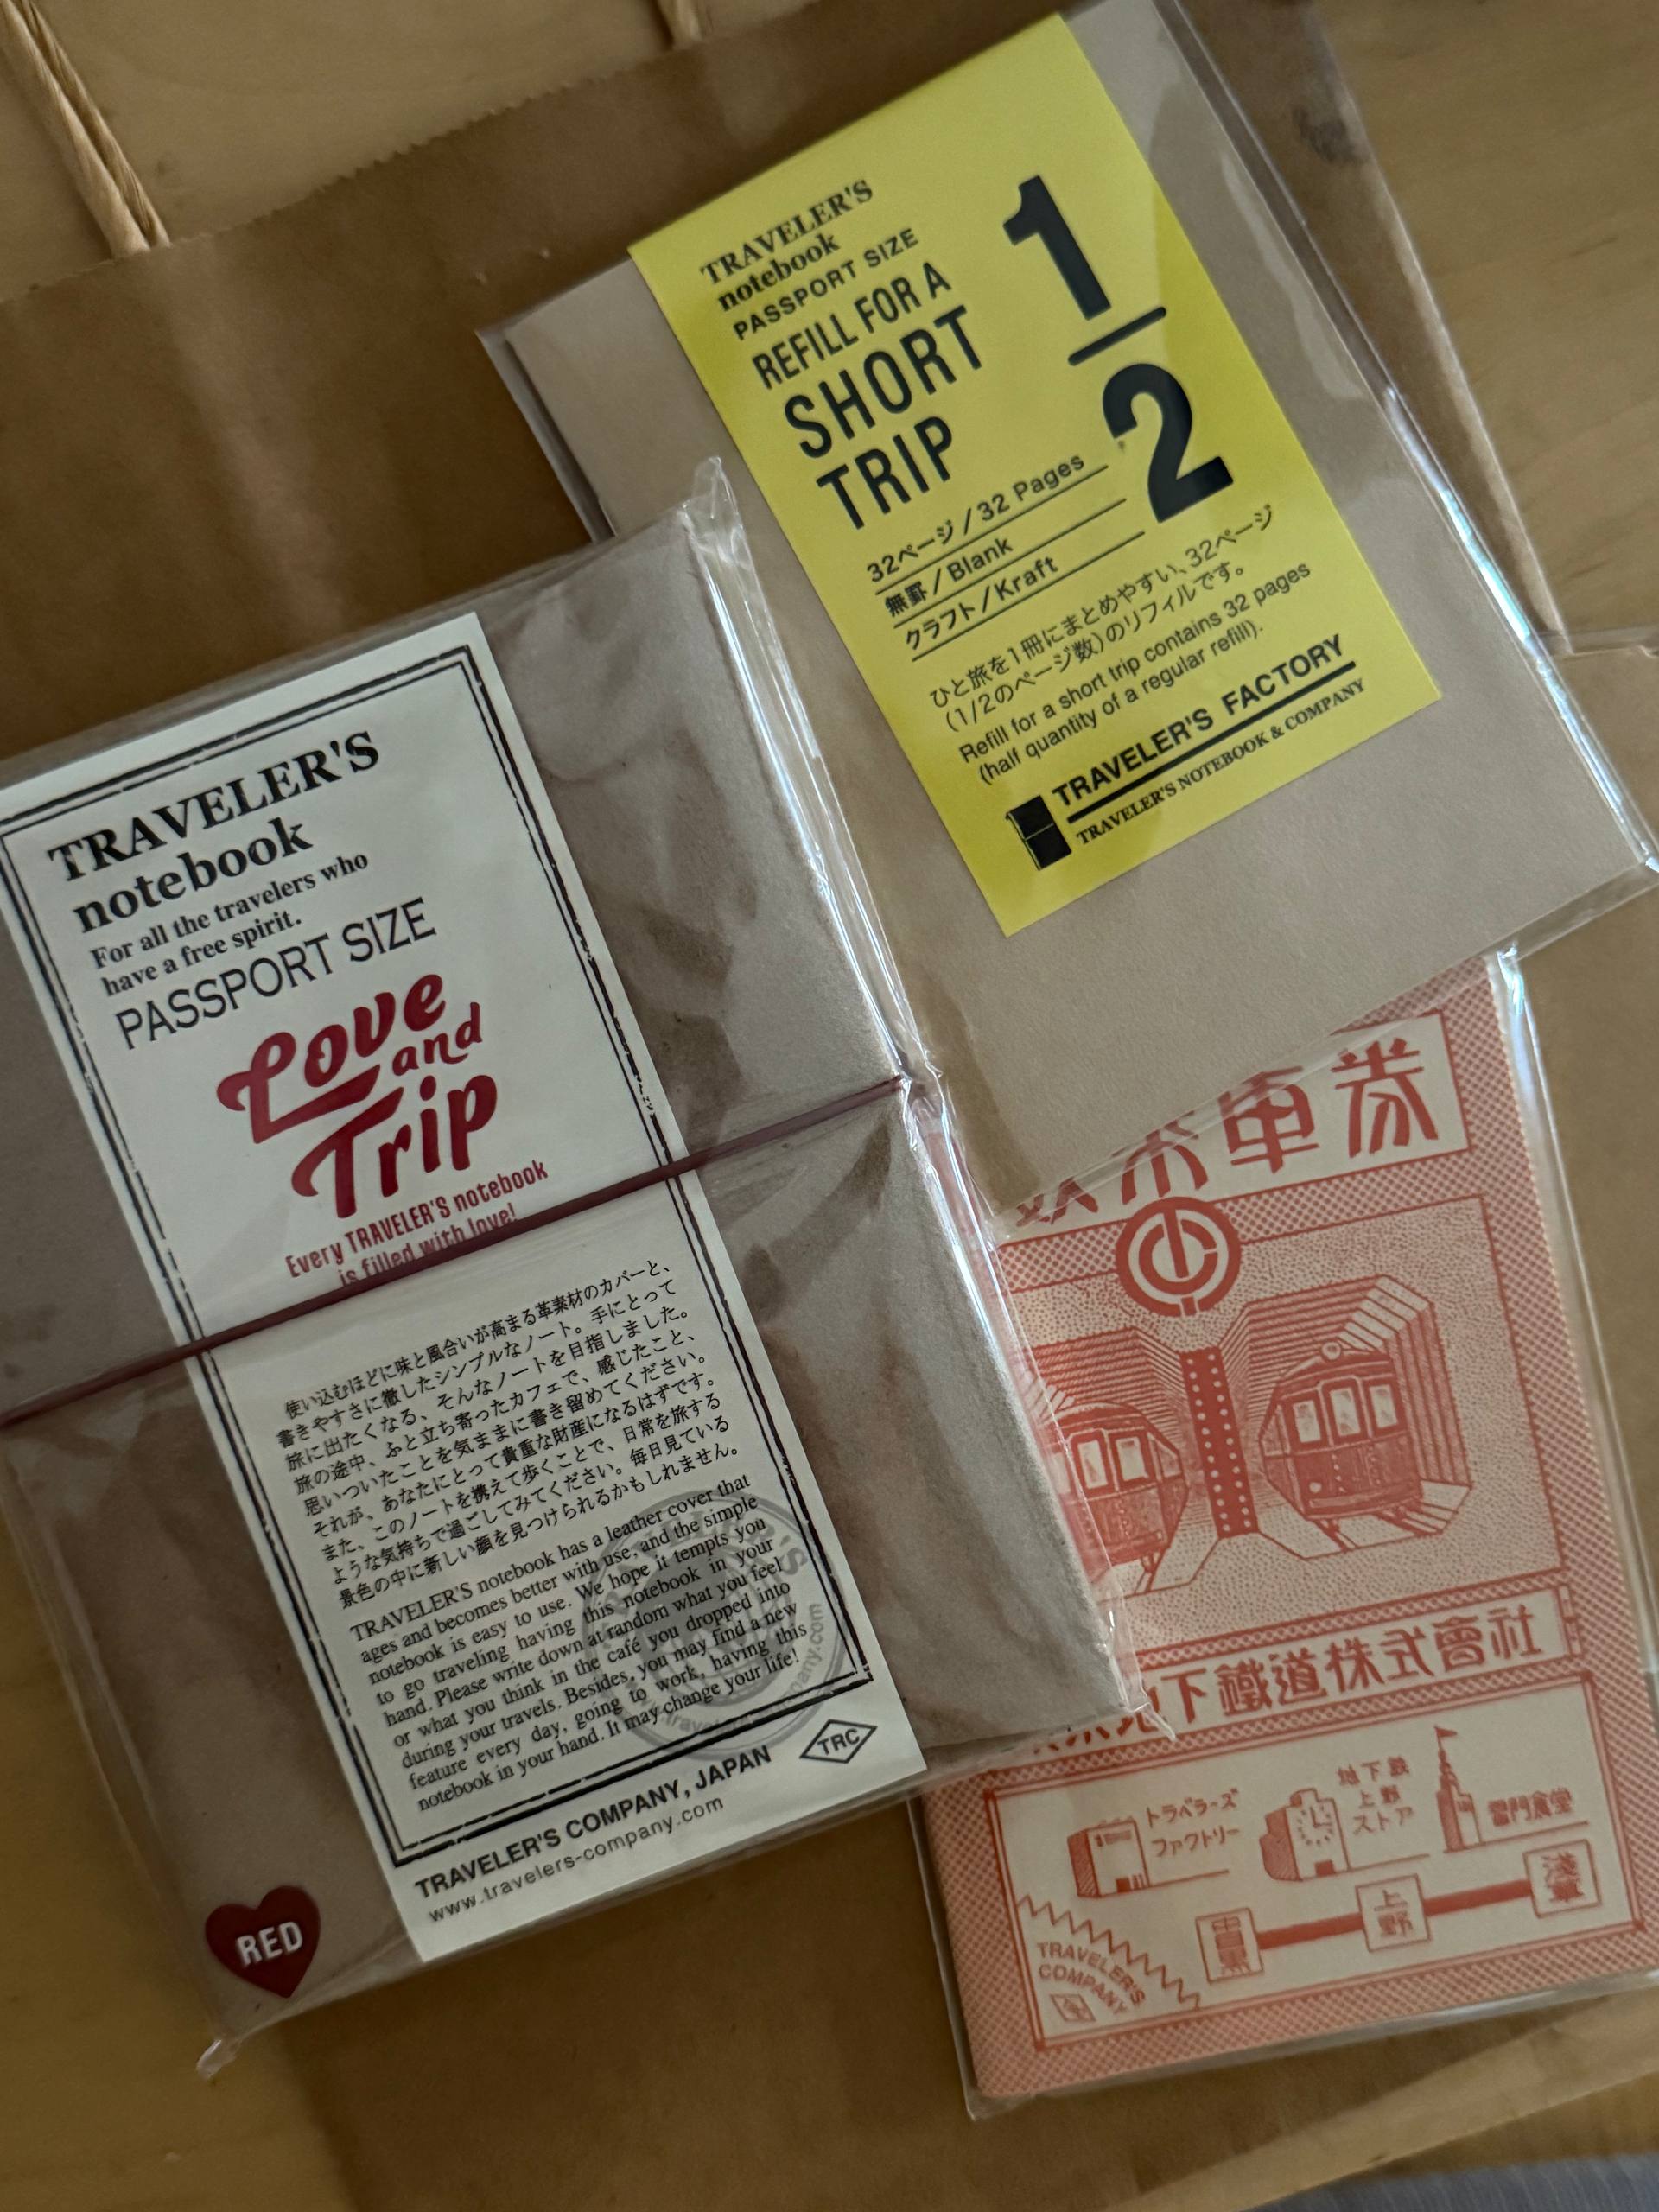 TRAVELER'S
notebook
PASSPORT SIZE
REFILL FOR A
SHORT
TRIP
1
2
32ページ/32 Pages
無罫/Blank
クラフト/Kraft
ひと旅を1冊にまとめやすい、32ページ
(1/2のページ数)のリフィルです。
Refill for a short trip contains 32 pages
(half quantity of a regular refill).
TRAVELER'S FACTORY
TRAVELER'S NOTEBOOK & COMPANY
TRAVELER'S
notebook
For all the travelers who
have a free spirit.
PASSPORT SIZE
Love
and
Trip
Every TRAVELER'S notebook
is filled with love!
使い込むほどに味と風合いが高まる革素材のカバーと、
書きやすさに徹したシンプルなノート。手にとって
旅に出たくなる、そんなノートを目指しました。
旅の途中、ふと立ち寄ったカフェで、感じたこと、
思いついたことを気ままに書き留めてください。
それが、あなたにとって貴重な財産になるはずです。
また、このノートを携えて歩くことで、日常を旅する
ような気持ちで過ごしてみてください。毎日見ている
景色の中に新しい顔を見つけられるかもしれません。
TRAVELER'S notebook has a leather cover that
ages and becomes better with use, and the simple
notebook is easy to use. We hope it tempts you
to go traveling having this notebook in your
hand. Please write down at random what you feel
or what you think in the café you dropped into
during your travels. Besides, you may find a new
feature every day, going to work, having this
notebook in your hand. It may change your life!
TRAVELER'S COMPANY, JAPAN
TRC
www.travelers-company.com
RED
乗車券
地下鐵道株式會社
トラベラーズ
ファクトリー
地下鉄
上野
ストア
雷門食堂
中目黒
上野
浅草
TRAVELER'S
COMPANY